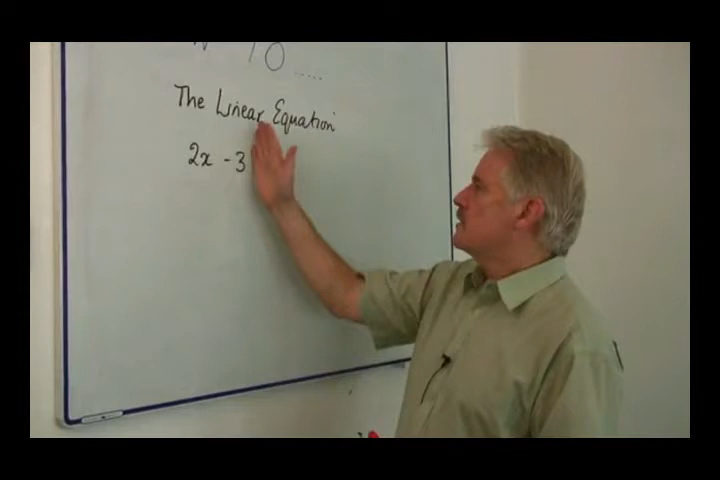 The Linear Equation
2x - 3